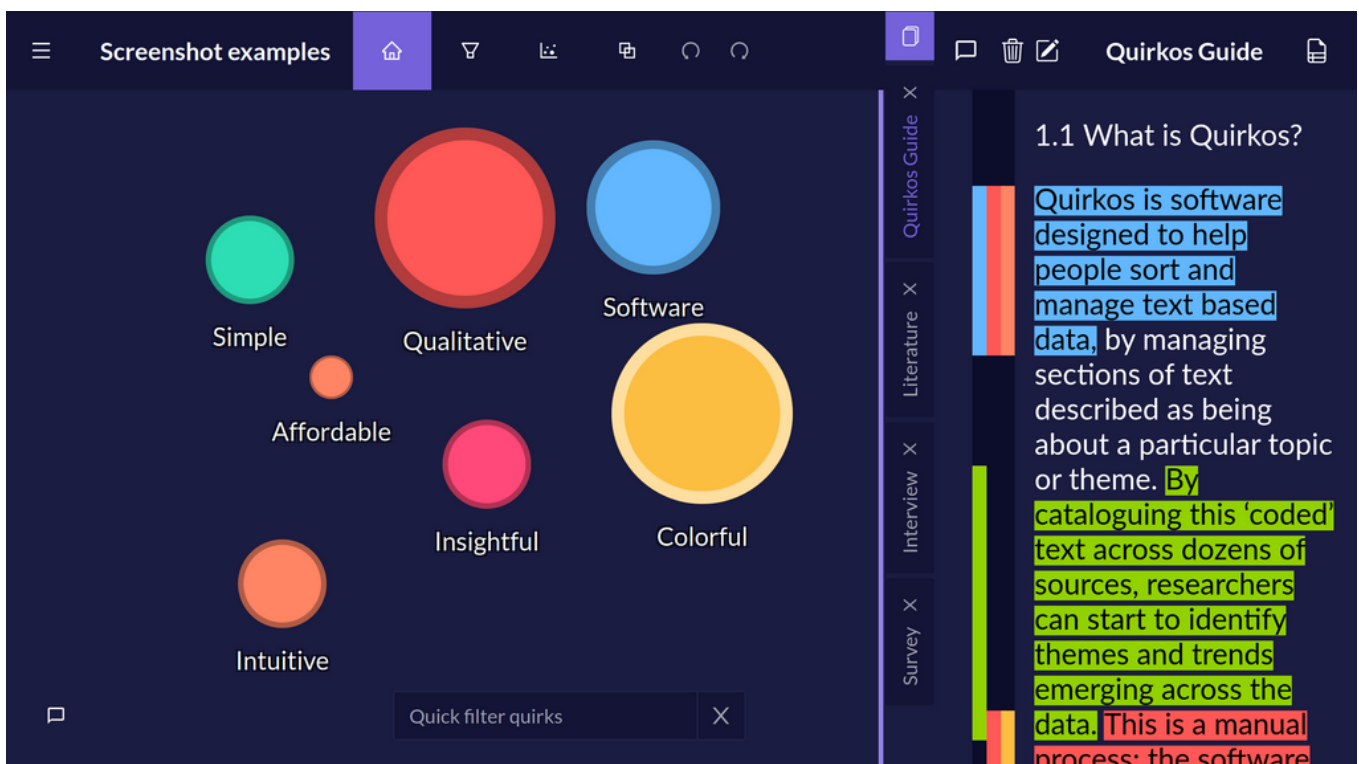 Screenshot examples
Quirkos Guide
Simple
Qualitative
Software
Affordable
Insightful
Colorful
Intuitive
Quick filter quirks
Quirkos Guide
Literature
Interview
Survey
1.1 What is Quirkos?
Quirkos is software
designed to help
people sort and
manage text based
data, by managing
sections of text
described as being
about a particular topic
or theme. By
cataloguing this ‘coded’
text across dozens of
sources, researchers
can start to identify
themes and trends
emerging across the
data. This is a manual
process: the software